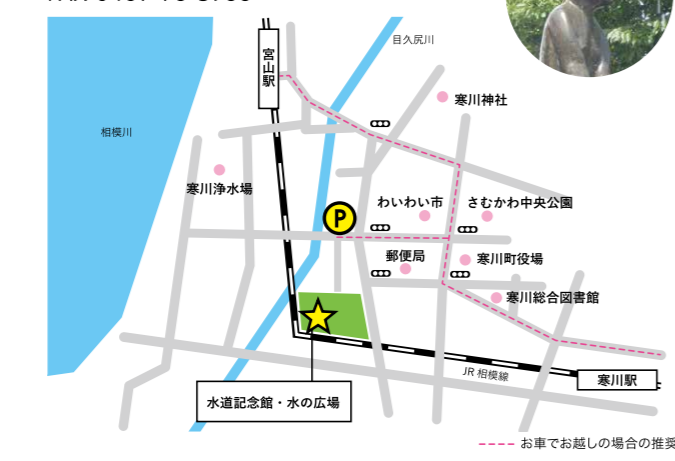 宮山駅
目久尻川
寒川神社
相模川
寒川浄水場
わいわい市
さむかわ中央公園
P
郵便局
寒川町役場
寒川総合図書館
JR 相模線
寒川駅
水道記念館・水の広場
お車でお越しの場合の推奨